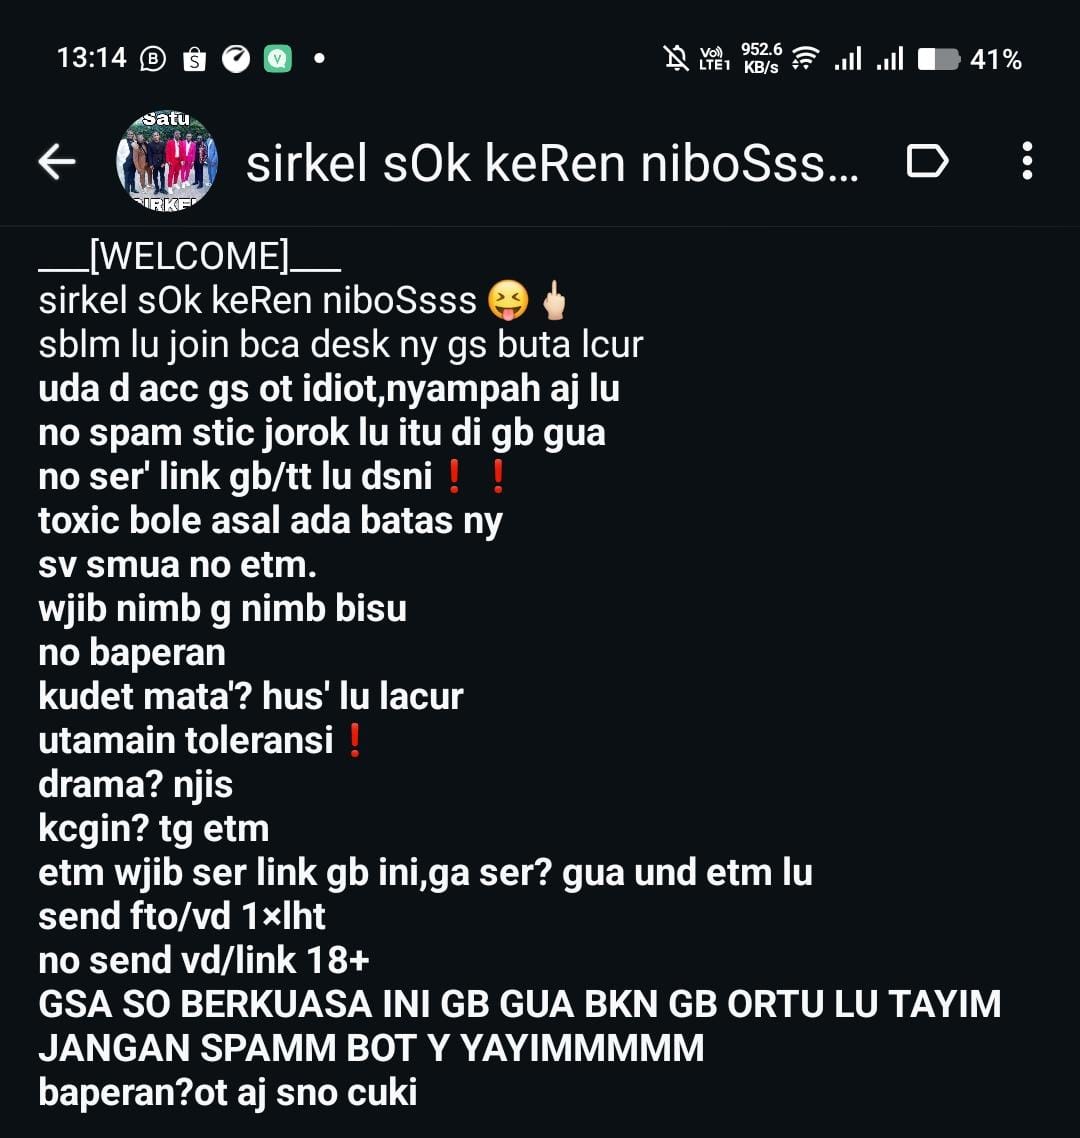 13:14
VoLTE1 952.6 KB/s 41%
Satu
sirkel sOk keRen niboSss...
___[WELCOME]___
sirkel sOk keRen niboSsss 😝🖕🏻
sblm lu join bca desk ny gs buta lcur
uda d acc gs ot idiot,nyampah aj lu
no spam stic jorok lu itu di gb gua
no ser' link gb/tt lu dsni❗ ❗
toxic bole asal ada batas ny
sv smua no etm.
wjib nimb g nimb bisu
no baperan
kudet mata'? hus' lu lacur
utamain toleransi❗
drama? njis
kcgin? tg etm
etm wjib ser link gb ini,ga ser? gua und etm lu
send fto/vd 1×lht
no send vd/link 18+
GSA SO BERKUASA INI GB GUA BKN GB ORTU LU TAYIM
JANGAN SPAMM BOT Y YAYIMMMMM
baperan?ot aj sno cuki